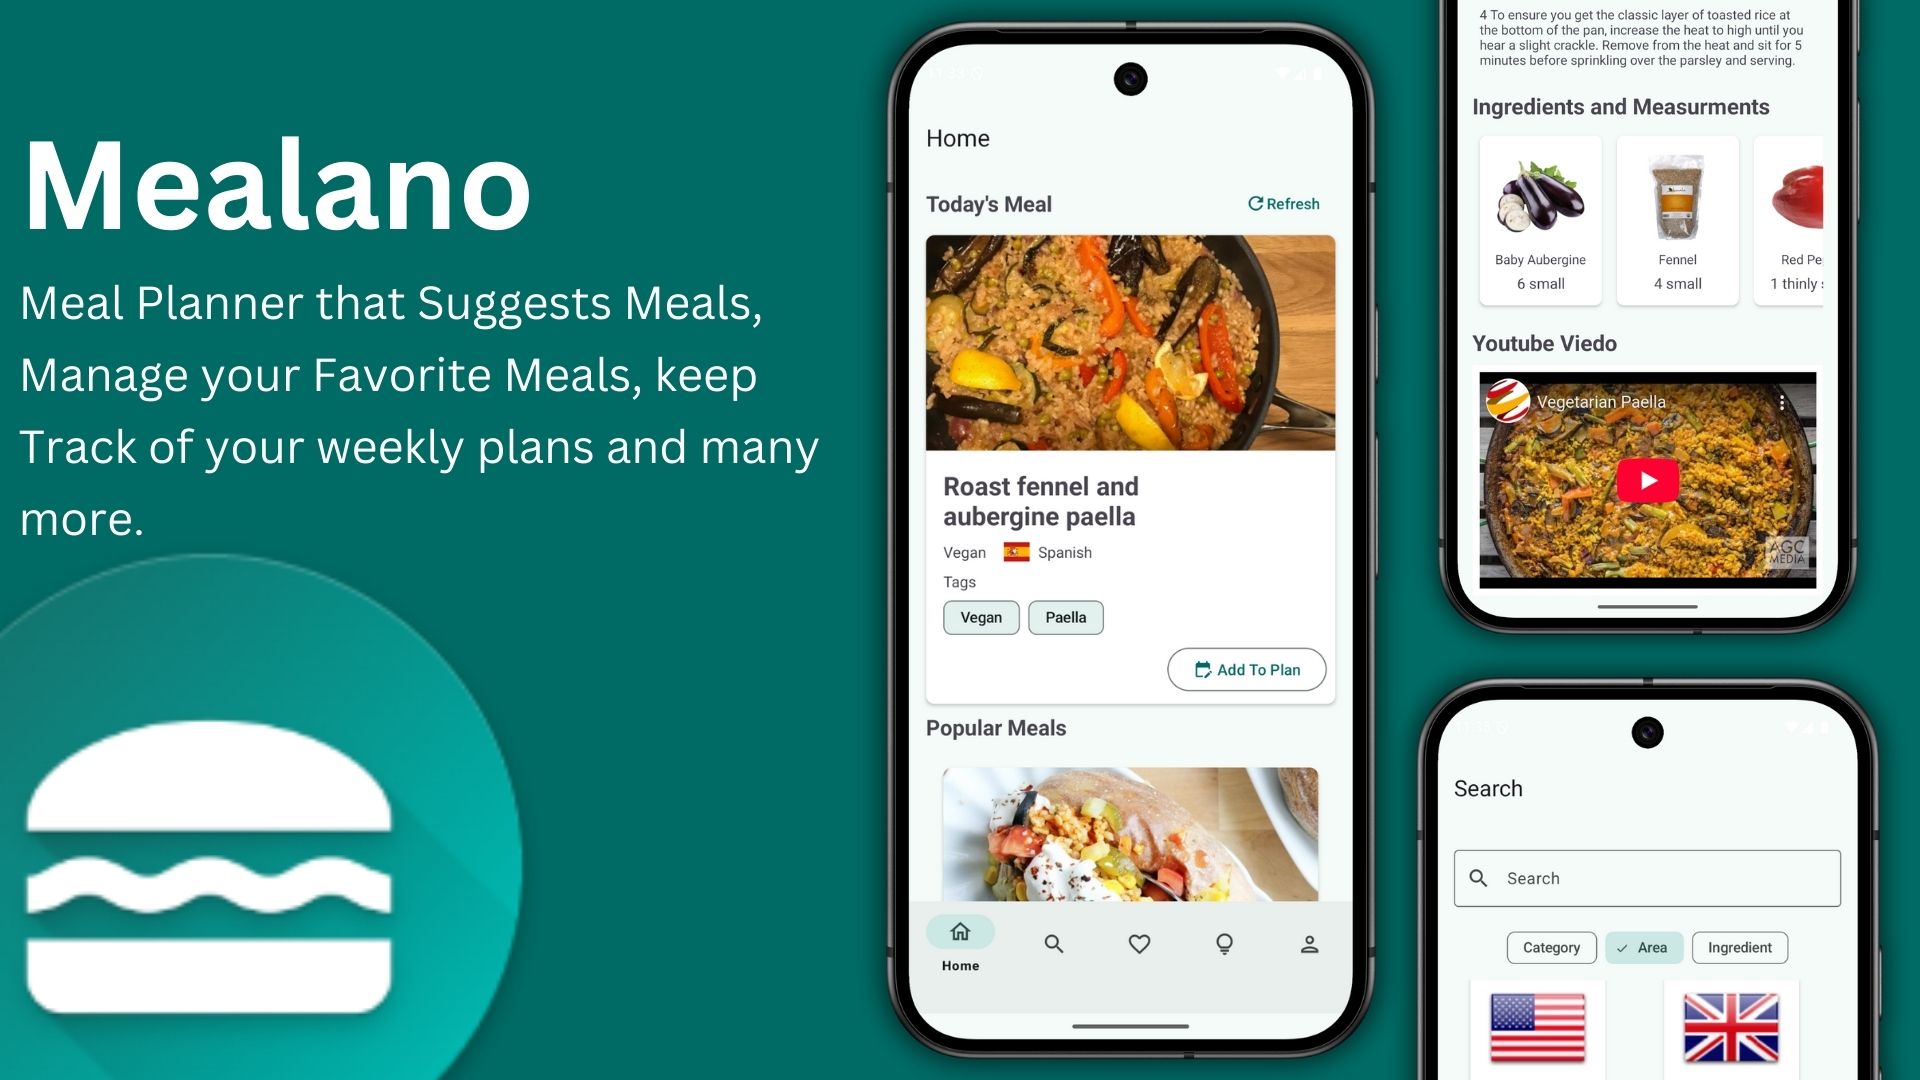 Mealano
Meal Planner that Suggests Meals,
Manage your Favorite Meals, keep
Track of your weekly plans and many
more.
11:33
Home
Today's Meal
Refresh
Roast fennel and
aubergine paella
Vegan
Spanish
Tags
Vegan
Paella
Add To Plan
Popular Meals
Home
4 To ensure you get the classic layer of toasted rice at
the bottom of the pan, increase the heat to high until you
hear a slight crackle. Remove from the heat and sit for 5
minutes before sprinkling over the parsley and serving.
Ingredients and Measurments
Baby Aubergine
6 small
Fennel
4 small
Red Pe
1 thinly
Youtube Viedo
Vegetarian Paella
AGC
MEDIA
Search
Search
Category
Area
Ingredient